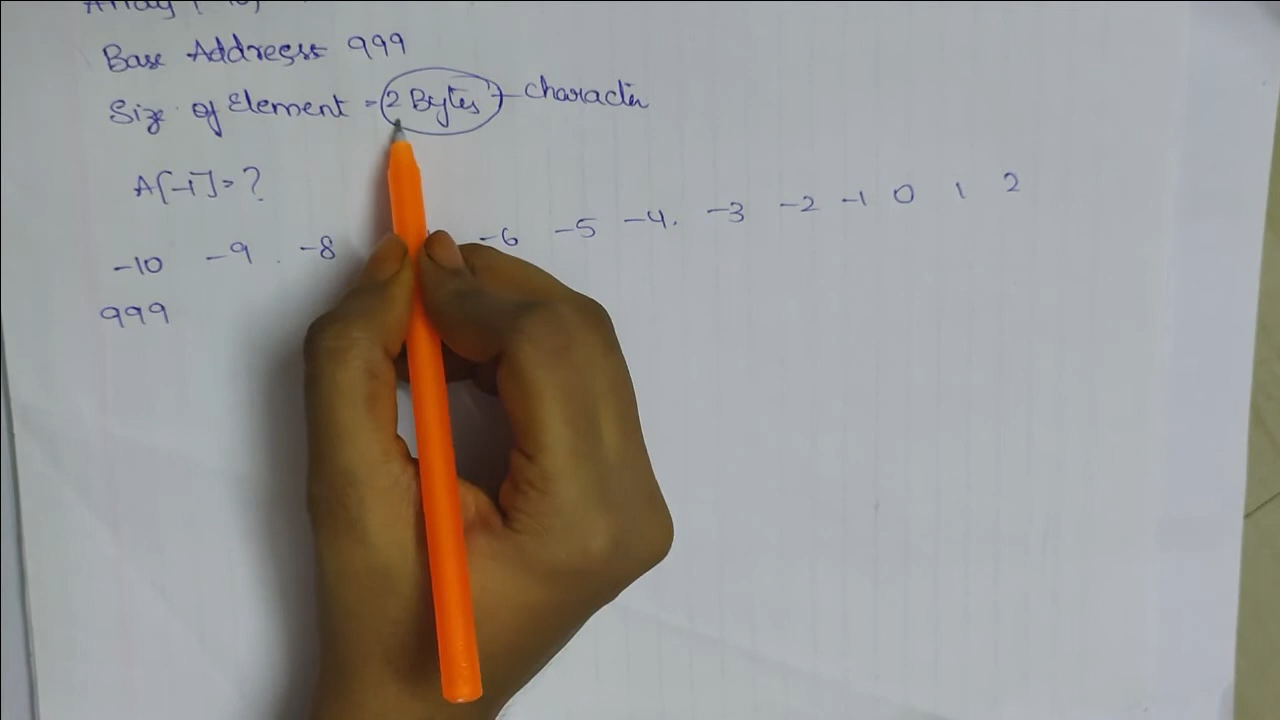 Base Address 999
Size of Element = 2 Bytes - character
A[-1] = ?
-10 -9 -8 -6 -5 -4 -3 -2 -1 0 1 2
999